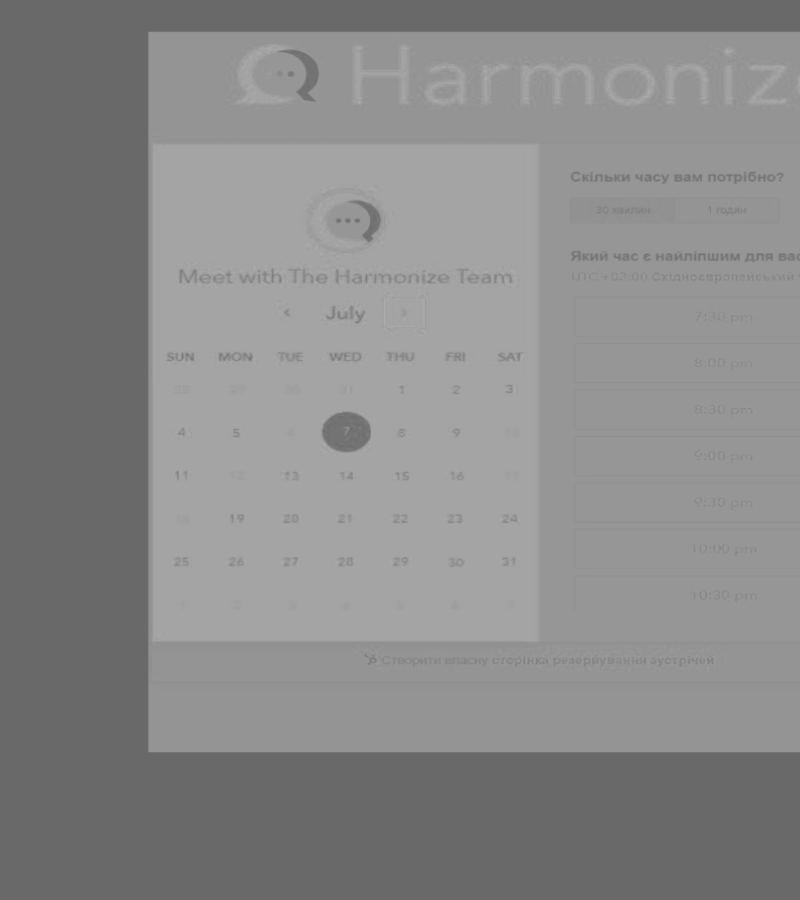 Harmoniz
Meet with The Harmonize Team
‹ July ›
SUN MON TUE WED THU FRI SAT
28 29 30 31 1 2 3
4 5 6 7 8 9 10
11 12 13 14 15 16
18 19 20 21 22 23 24
25 26 27 28 29 30 31
1 2 3 4 5 6 7
Скільки часу вам потрібно?
30 хвилин 1 годин
Який час є найліпшим для вас
UTC +03:00 Східноєвропейський
7:30 pm
8:00 pm
8:30 pm
9:00 pm
9:30 pm
10:00 pm
10:30 pm
Створити власну сторінка резервування зустрічей